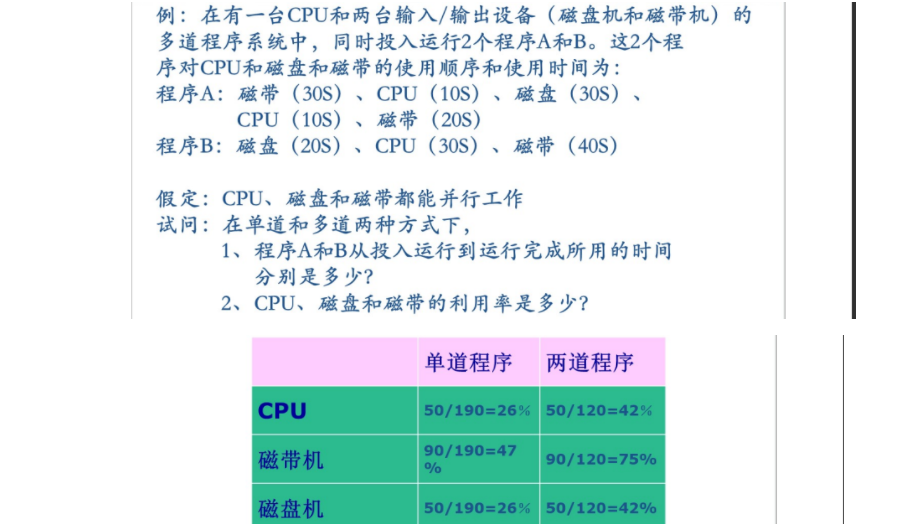 例：在有一台CPU和两台输入/输出设备（磁盘机和磁带机）的
多道程序系统中，同时投入运行2个程序A和B。这2个程
序对CPU和磁盘和磁带的使用顺序和使用时间为：
程序A：磁带（30S）、CPU（10S）、磁盘（30S）、
CPU（10S）、磁带（20S）
程序B：磁盘（20S）、CPU（30S）、磁带（40S）
假定：CPU、磁盘和磁带都能并行工作
试问：在单道和多道两种方式下，
1、程序A和B从投入运行到运行完成所用的时间
分别是多少?
2、CPU、磁盘和磁带的利用率是多少?
单道程序 两道程序
CPU 50/190=26% 50/120=42%
磁带机 90/190=47
% 90/120=75%
磁盘机 50/190=26% 50/120=42%